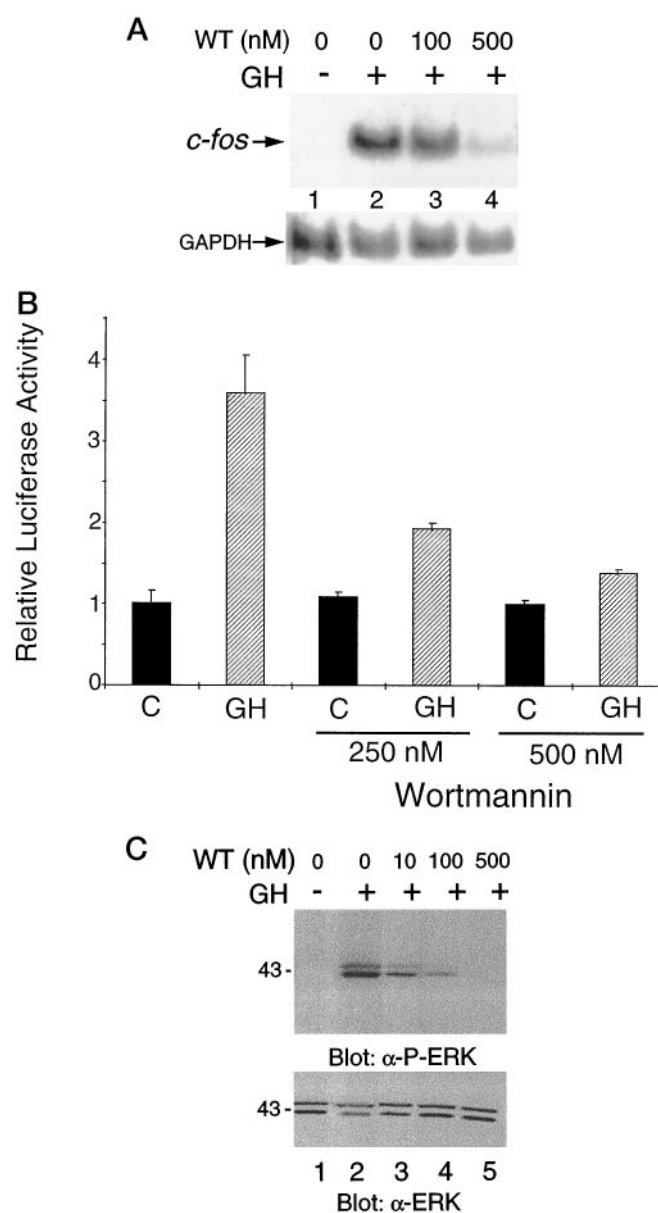 A
WT (nM) 0 0 100 500
GH - + + +
c-fos
1 2 3 4
GAPDH
B
Relative Luciferase Activity
4
3
2
1
0
C GH C GH C GH
250 nM 500 nM
Wortmannin
C
WT (nM) 0 0 10 100 500
GH - + + + +
43 -
Blot: α-P-ERK
43 -
1 2 3 4 5
Blot: α-ERK